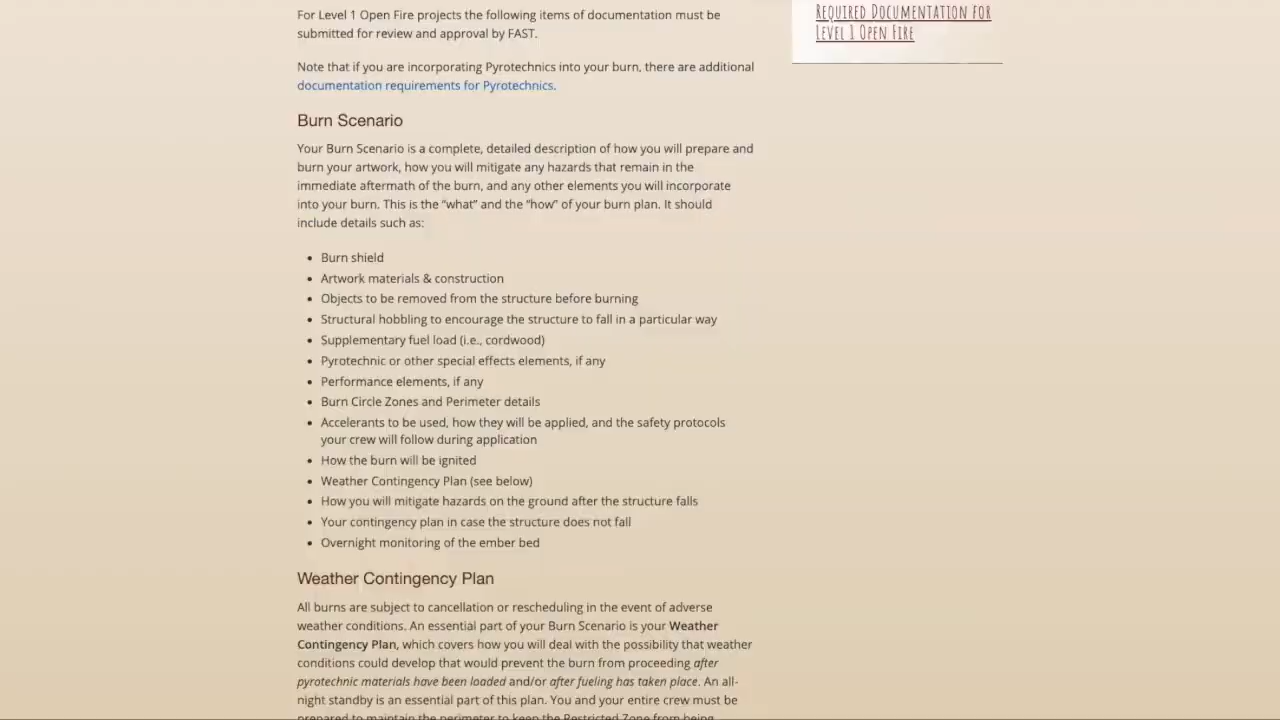 For Level 1 Open Fire projects the following items of documentation must be
submitted for review and approval by FAST.
Note that if you are incorporating Pyrotechnics into your burn, there are additional
documentation requirements for Pyrotechnics.
Burn Scenario
Your Burn Scenario is a complete, detailed description of how you will prepare and
burn your artwork, how you will mitigate any hazards that remain in the
immediate aftermath of the burn, and any other elements you will incorporate
into your burn. This is the “what” and the “how” of your burn plan. It should
include details such as:
• Burn shield
• Artwork materials & construction
• Objects to be removed from the structure before burning
• Structural hobbling to encourage the structure to fall in a particular way
• Supplementary fuel load (i.e., cordwood)
• Pyrotechnic or other special effects elements, if any
• Performance elements, if any
• Burn Circle Zones and Perimeter details
• Accelerants to be used, how they will be applied, and the safety protocols
your crew will follow during application
• How the burn will be ignited
• Weather Contingency Plan (see below)
• How you will mitigate hazards on the ground after the structure falls
• Your contingency plan in case the structure does not fall
• Overnight monitoring of the ember bed
Weather Contingency Plan
All burns are subject to cancellation or rescheduling in the event of adverse
weather conditions. An essential part of your Burn Scenario is your Weather
Contingency Plan, which covers how you will deal with the possibility that weather
conditions could develop that would prevent the burn from proceeding after
pyrotechnic materials have been loaded and/or after fueling has taken place. An all-
night standby is an essential part of this plan. You and your entire crew must be
prepared to maintain the perimeter to keep the Restricted Zone from being
Required Documentation for
Level 1 Open Fire